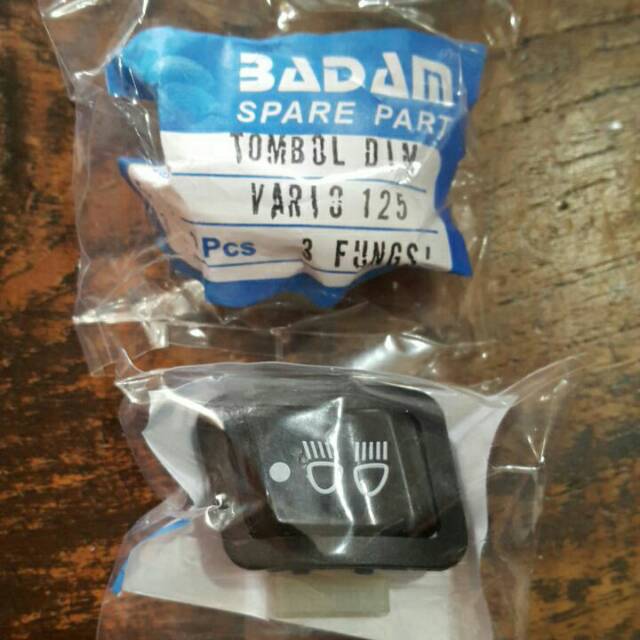 BADAM
SPARE PART
TOMBOL DIM
VARIO 125
Pcs 3 FUNGSI